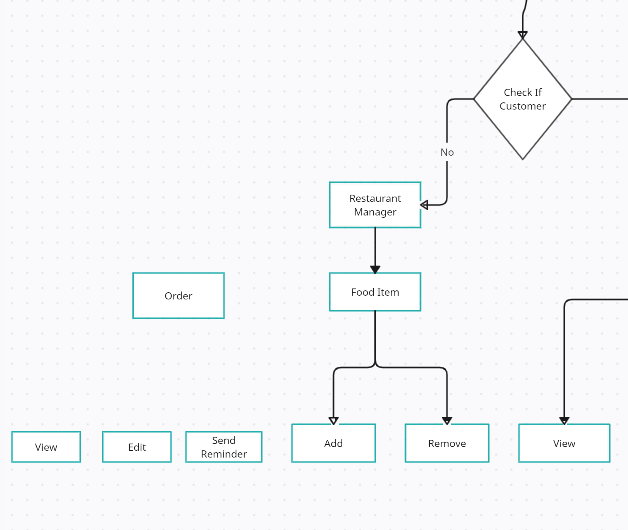 Check If
Customer
No
Restaurant
Manager
Order
Food Item
View
Edit
Send
Reminder
Add
Remove
View